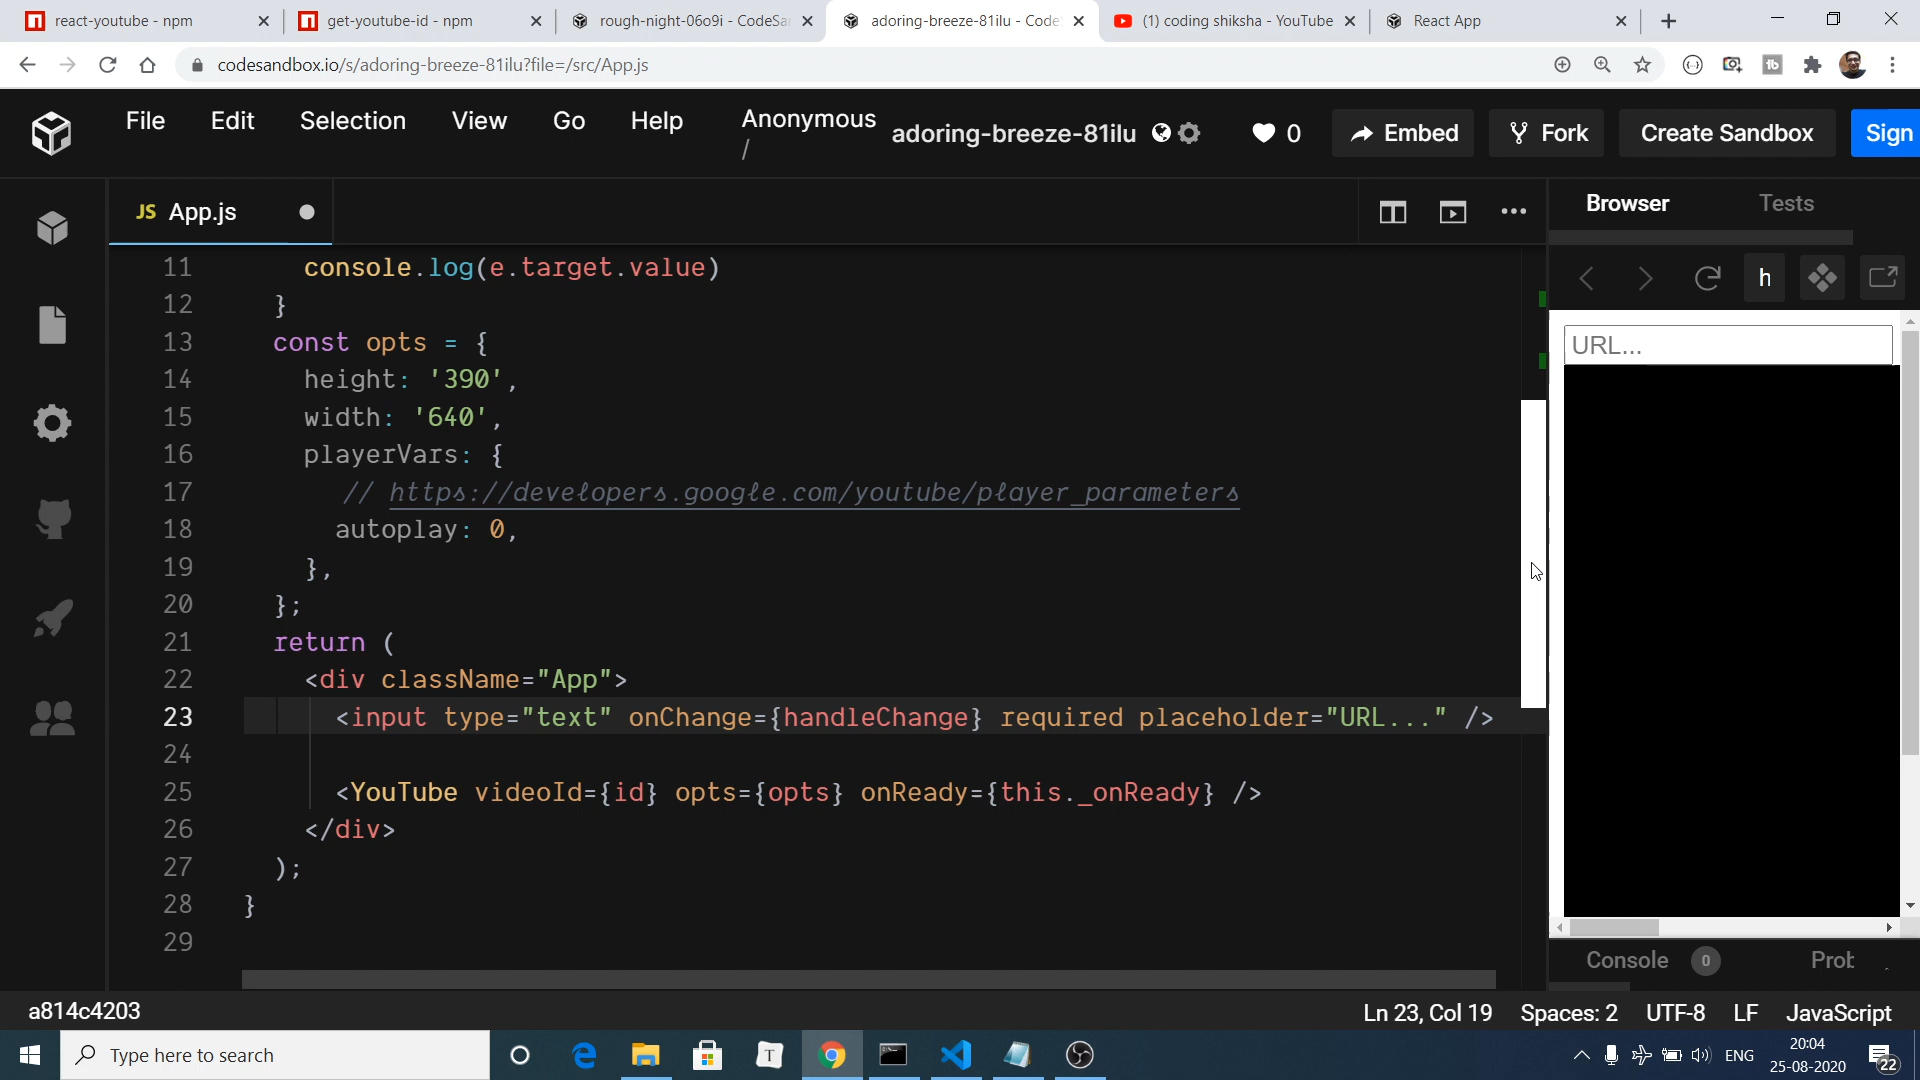 react-youtube - npm
get-youtube-id - npm
rough-night-06o9i - CodeSa
adoring-breeze-81ilu - Code
(1) coding shiksha - YouTube
React App
codesandbox.io/s/adoring-breeze-81ilu?file=/src/App.js
File Edit Selection View Go Help
Anonymous /
adoring-breeze-81ilu
0
Embed
Fork
Create Sandbox
Sign
JS App.js
Browser
Tests
h
11 console.log(e.target.value)
12 }
13 const opts = {
14 height: '390',
15 width: '640',
16 playerVars: {
17 // https://developers.google.com/youtube/player_parameters
18 autoplay: 0,
19 },
20 };
21 return (
22 <div className="App">
23 <input type="text" onChange={handleChange} required placeholder="URL..." />
24
25 <YouTube videoId={id} opts={opts} onReady={this._onReady} />
26 </div>
27 );
28 }
29
URL...
Console 0
Prob
a814c4203
Ln 23, Col 19 Spaces: 2 UTF-8 LF JavaScript
Type here to search
T
ENG
20:04
25-08-2020
22